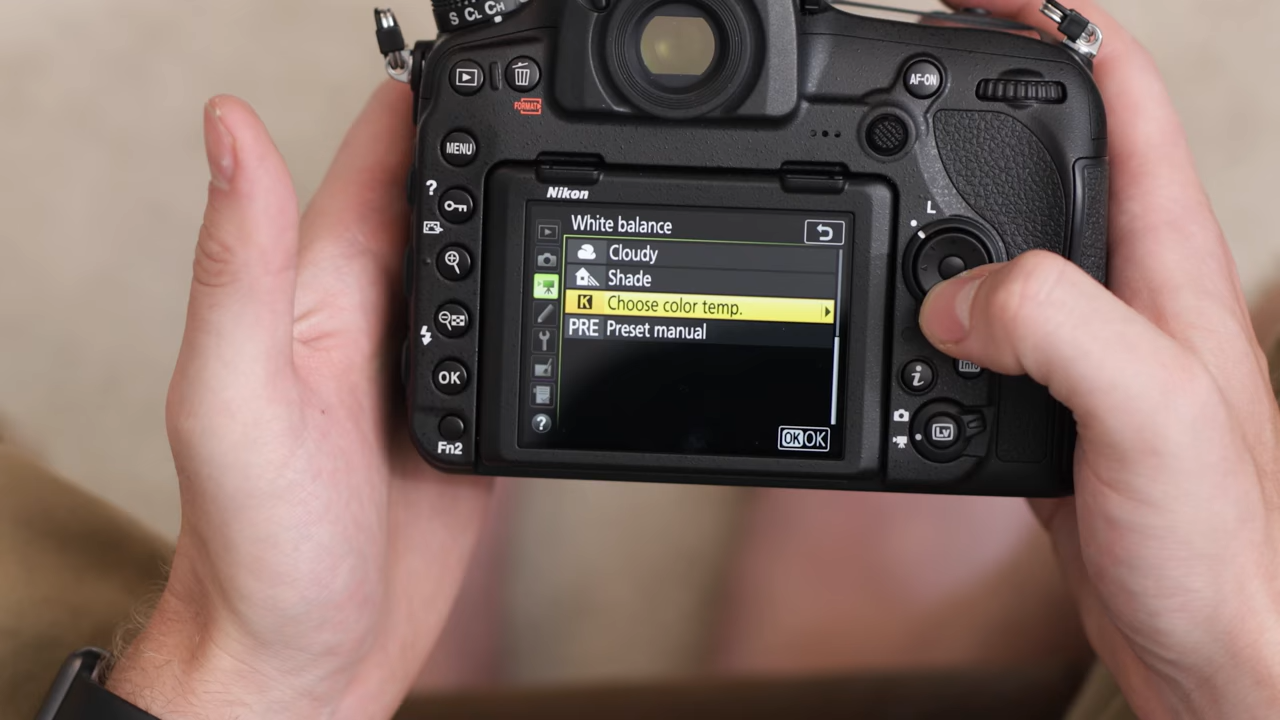 S CL CH
AF-ON
FORMAT
MENU
?
Nikon
L
White balance
Cloudy
Shade
K Choose color temp.
PRE Preset manual
OK
i
Info
Fn2
?
OK OK
Lv